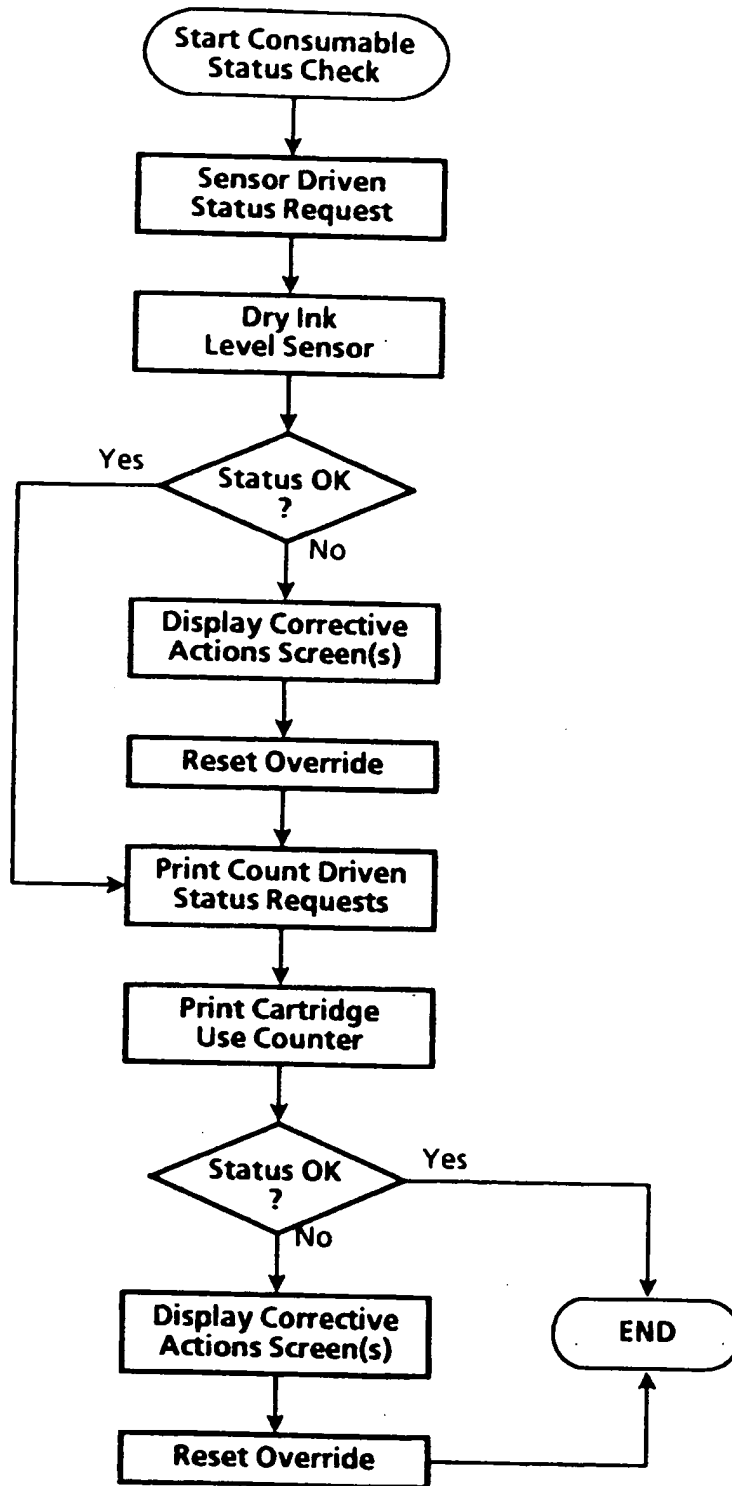 Start Consumable
Status Check
Sensor Driven
Status Request
Dry Ink
Level Sensor
Yes
Status OK
?
No
Display Corrective
Actions Screen(s)
Reset Override
Print Count Driven
Status Requests
Print Cartridge
Use Counter
Status OK
?
Yes
No
Display Corrective
Actions Screen(s)
END
Reset Override